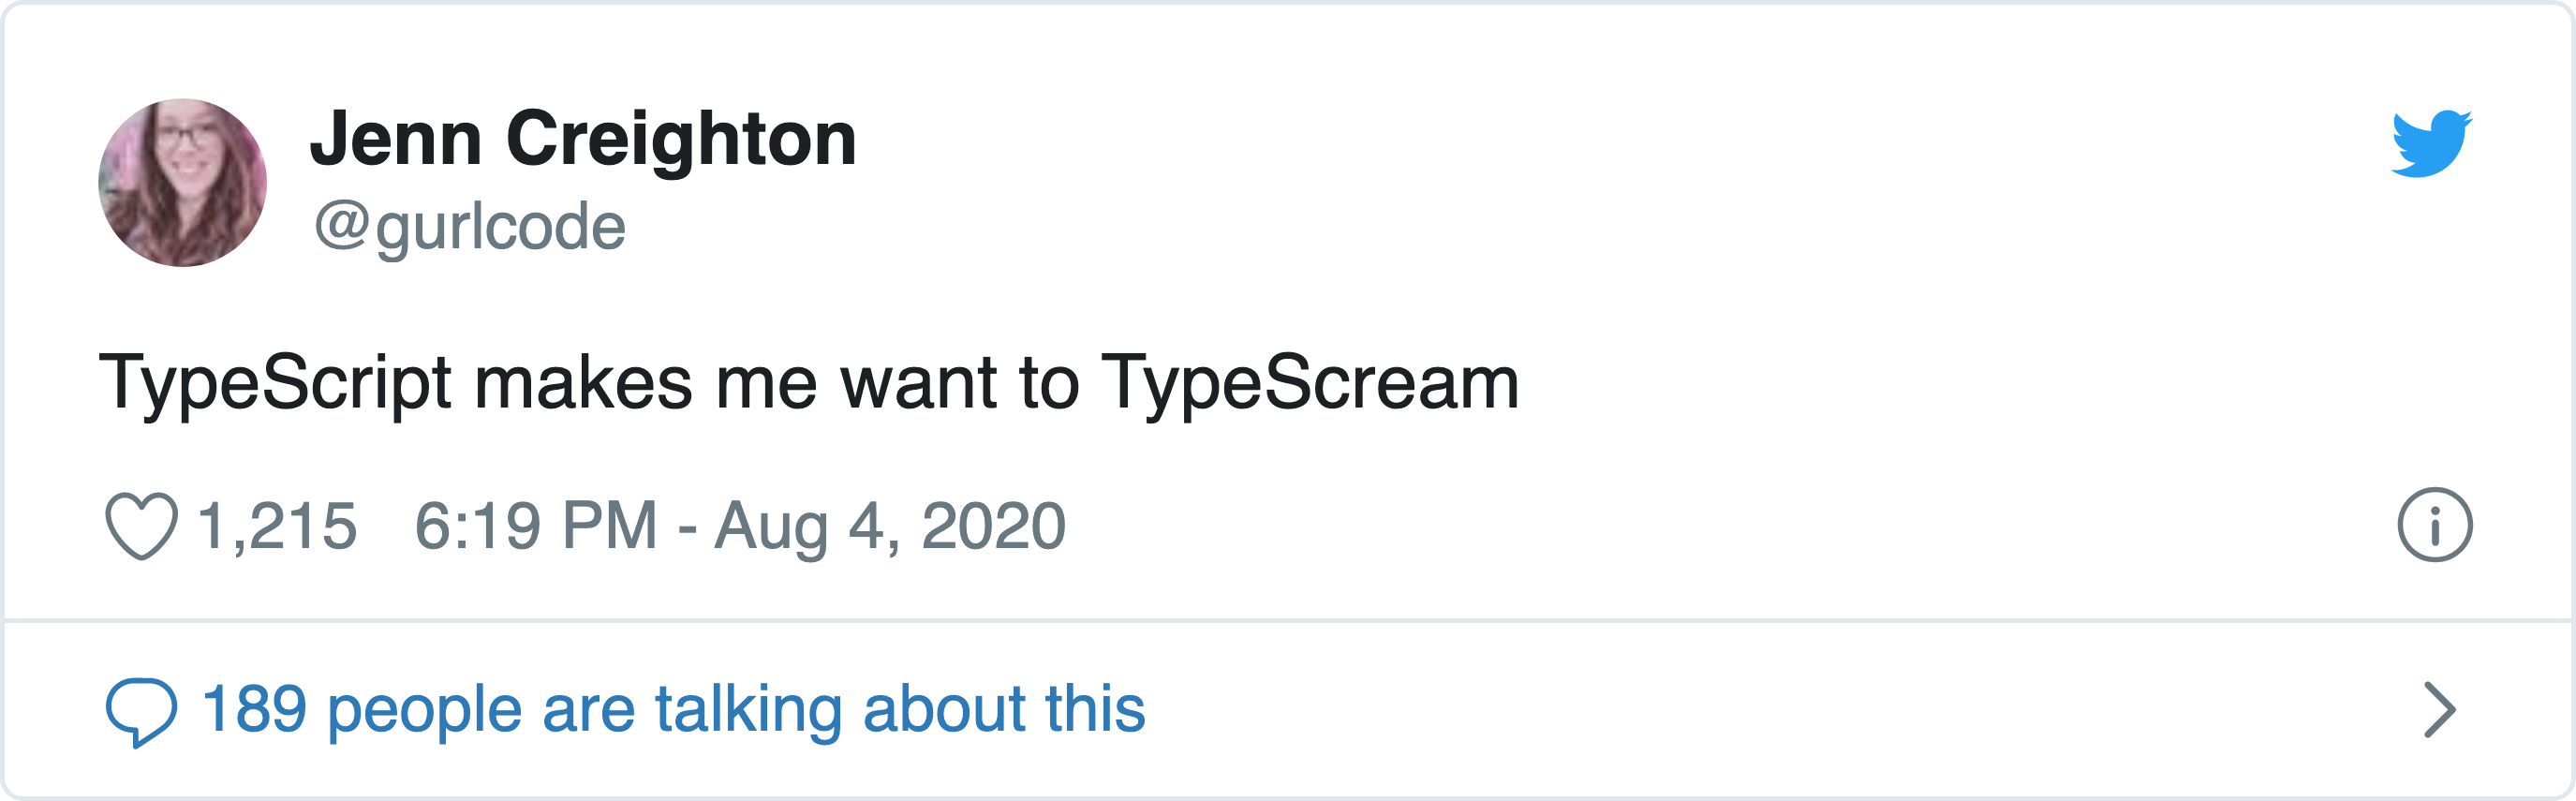 Jenn Creighton
@gurlcode
TypeScript makes me want to TypeScream
1,215 6:19 PM - Aug 4, 2020
189 people are talking about this